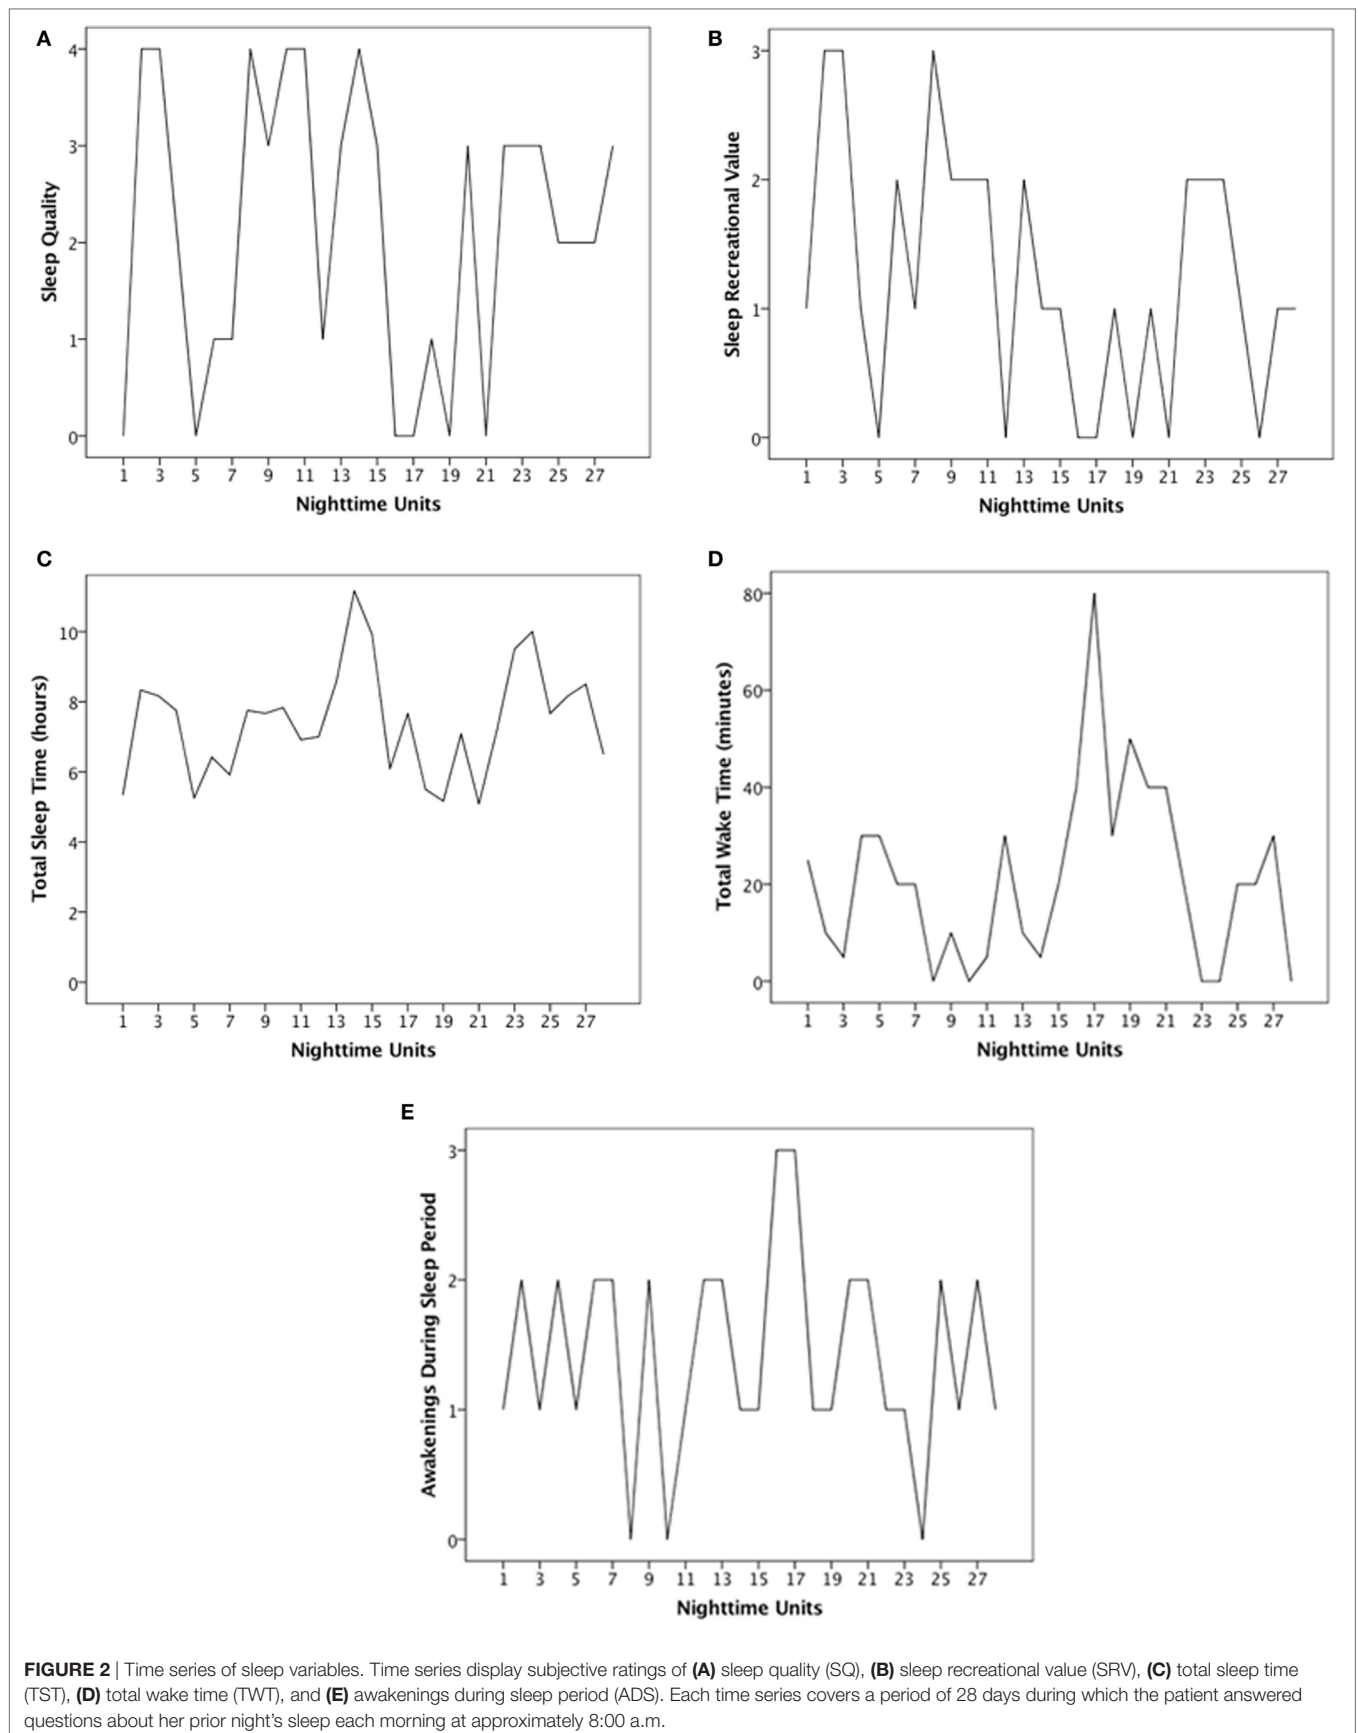 A
4
3
2
1
0
Sleep Quality
1 3 5 7 9 11 13 15 17 19 21 23 25 27
Nighttime Units
B
3
2
1
0
Sleep Recreational Value
1 3 5 7 9 11 13 15 17 19 21 23 25 27
Nighttime Units
C
10
8
6
4
2
0
Total Sleep Time (hours)
1 3 5 7 9 11 13 15 17 19 21 23 25 27
Nighttime Units
D
80
60
40
20
0
Total Wake Time (minutes)
1 3 5 7 9 11 13 15 17 19 21 23 25 27
Nighttime Units
E
3
2
1
0
Awakenings During Sleep Period
1 3 5 7 9 11 13 15 17 19 21 23 25 27
Nighttime Units
FIGURE 2 | Time series of sleep variables. Time series display subjective ratings of (A) sleep quality (SQ), (B) sleep recreational value (SRV), (C) total sleep time
(TST), (D) total wake time (TWT), and (E) awakenings during sleep period (ADS). Each time series covers a period of 28 days during which the patient answered
questions about her prior night's sleep each morning at approximately 8:00 a.m.